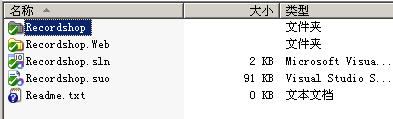 名称 大小 类型
Recordshop 文件夹
Recordshop.Web 文件夹
Recordshop.sln 2 KB Microsoft Visua...
Recordshop.suo 91 KB Visual Studio S...
Readme.txt 0 KB 文本文档